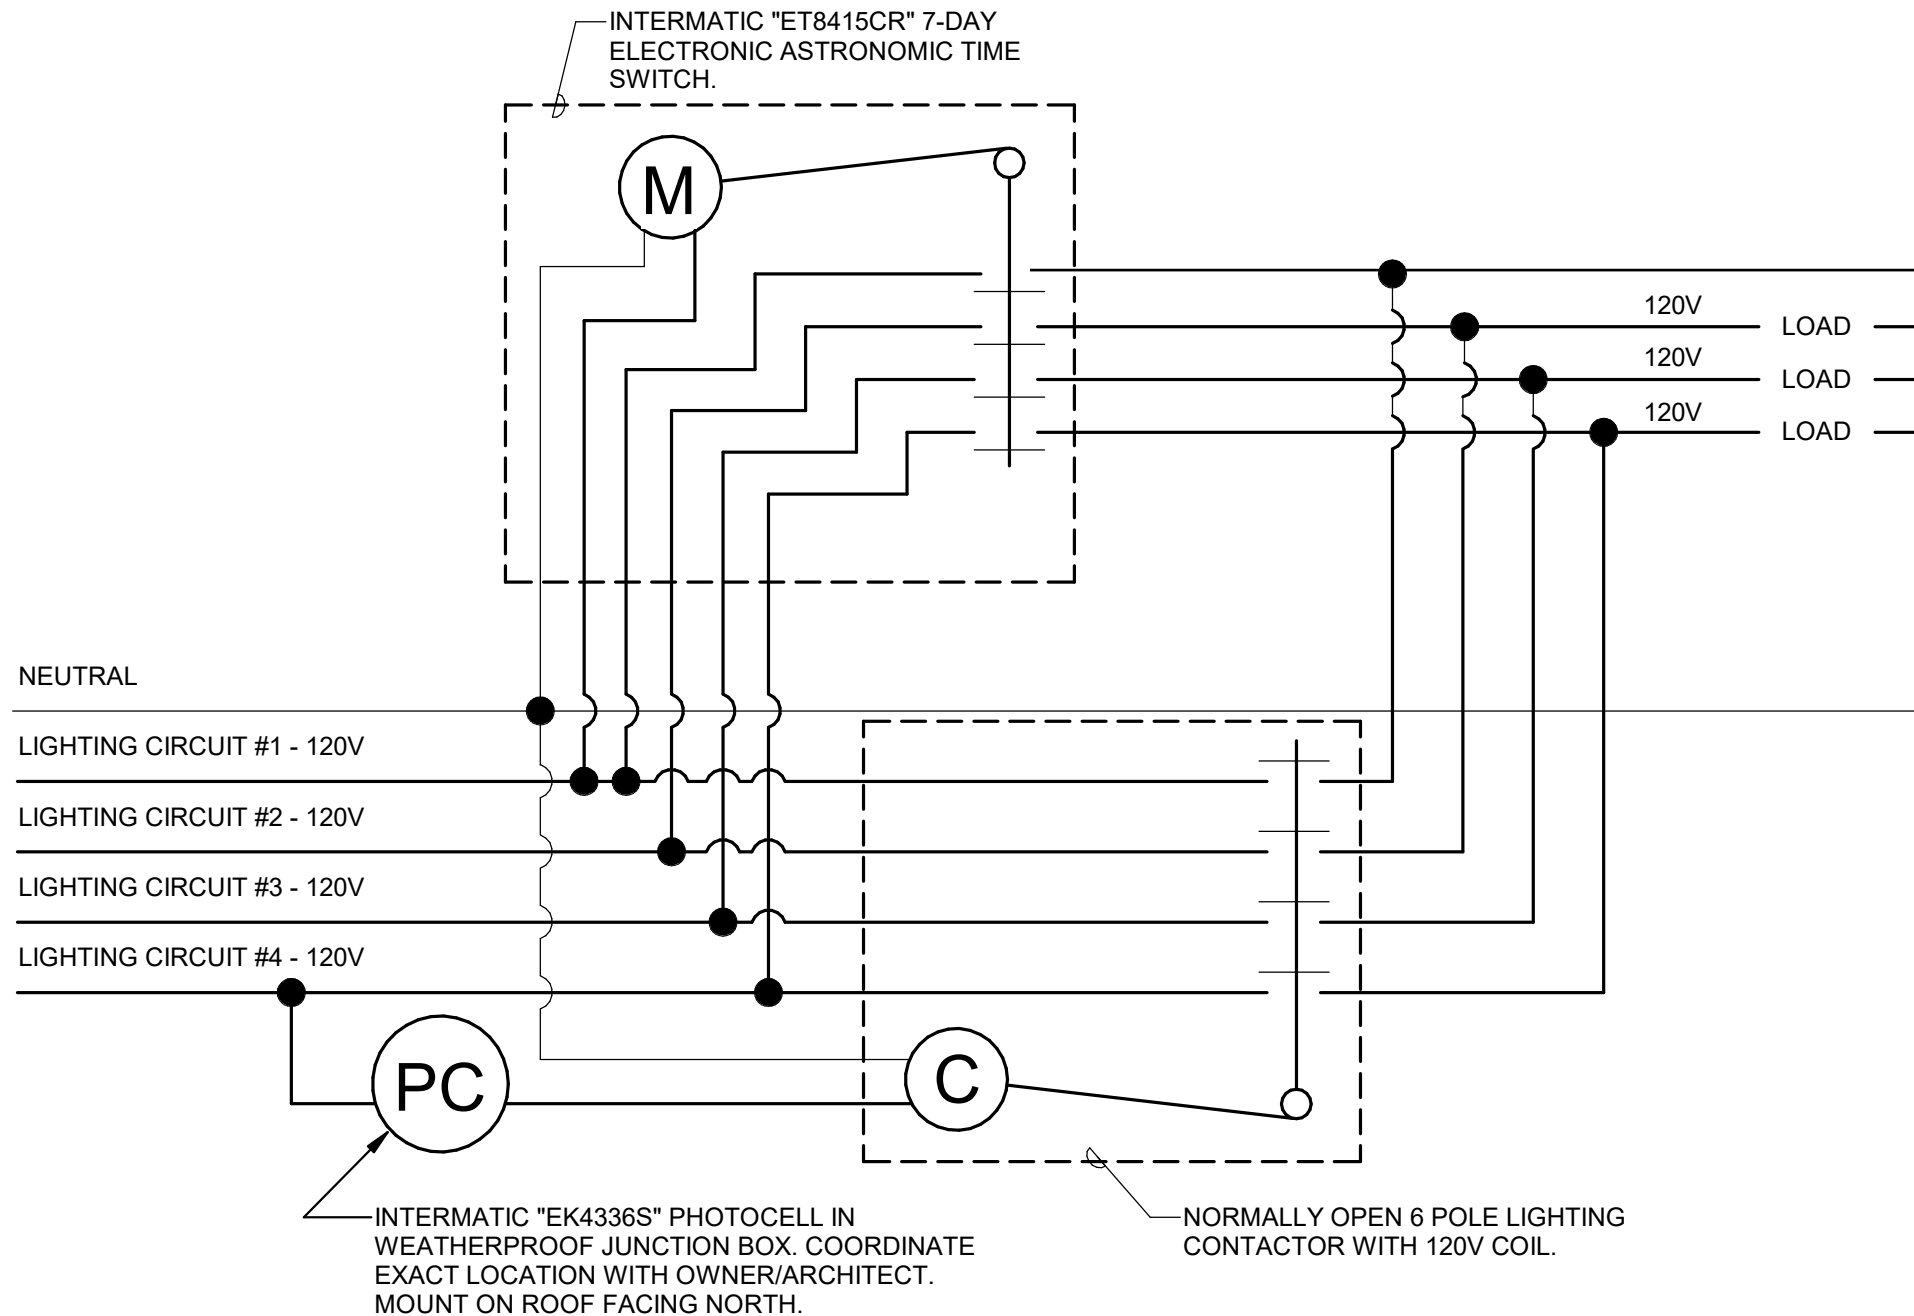 INTERMATIC "ET8415CR" 7-DAY
ELECTRONIC ASTRONOMIC TIME
SWITCH.
M
120V
LOAD
120V
LOAD
120V
LOAD
NEUTRAL
LIGHTING CIRCUIT #1 - 120V
LIGHTING CIRCUIT #2 - 120V
LIGHTING CIRCUIT #3 - 120V
LIGHTING CIRCUIT #4 - 120V
PC
C
INTERMATIC "EK4336S" PHOTOCELL IN
WEATHERPROOF JUNCTION BOX. COORDINATE
EXACT LOCATION WITH OWNER/ARCHITECT.
MOUNT ON ROOF FACING NORTH.
NORMALLY OPEN 6 POLE LIGHTING
CONTACTOR WITH 120V COIL.